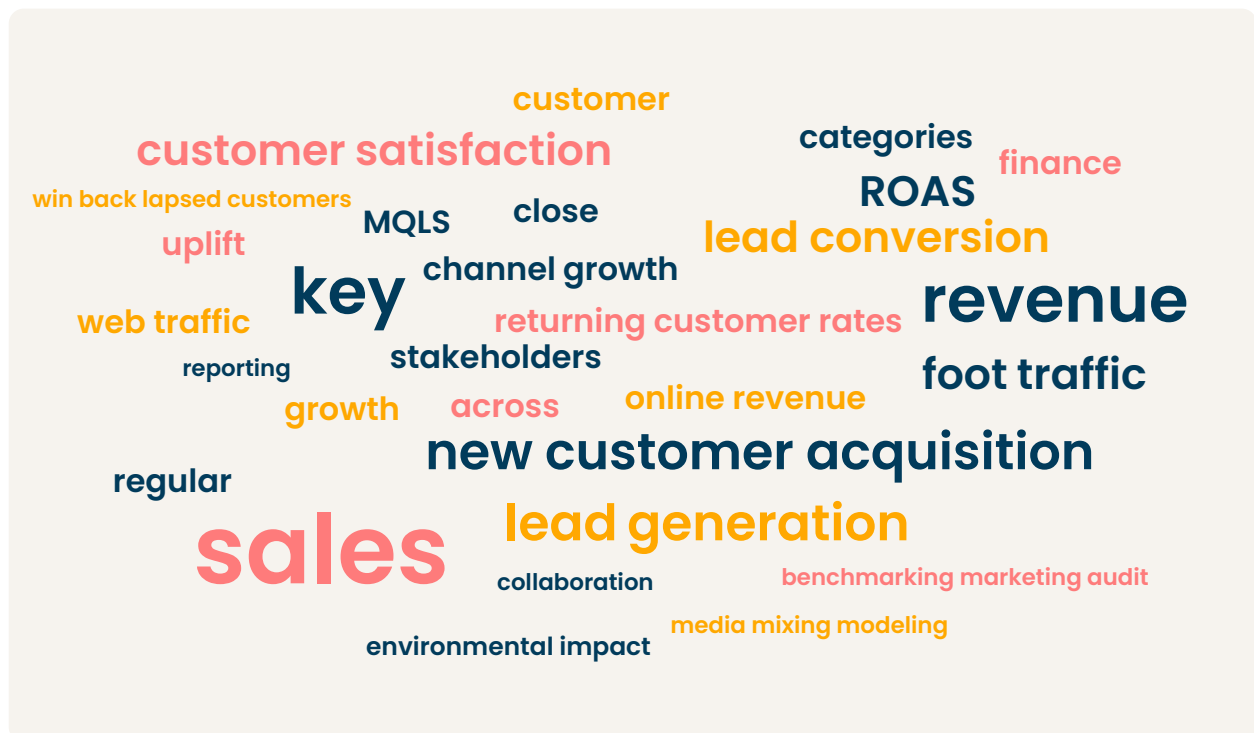 customer
categories
customer satisfaction
finance
ROAS
win back lapsed customers
close
MQLS
lead conversion
uplift
channel growth
key
revenue
returning customer rates
web traffic
stakeholders
reporting
foot traffic
online revenue
across
growth
new customer acquisition
regular
lead generation
sales
benchmarking marketing audit
collaboration
media mixing modeling
environmental impact